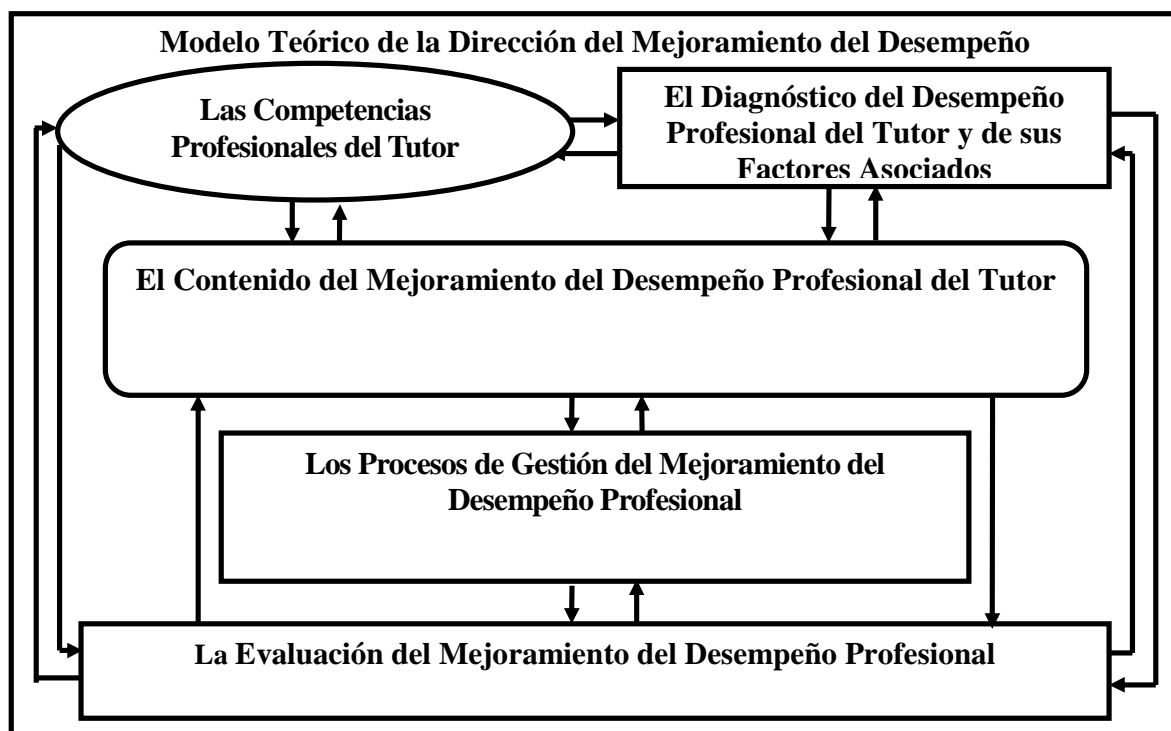 Modelo Teórico de la Dirección del Mejoramiento del Desempeño
Las Competencias
Profesionales del Tutor
El Diagnóstico del Desempeño
Profesional del Tutor y de sus
Factores Asociados
El Contenido del Mejoramiento del Desempeño Profesional del Tutor
Los Procesos de Gestión del Mejoramiento del
Desempeño Profesional
La Evaluación del Mejoramiento del Desempeño Profesional